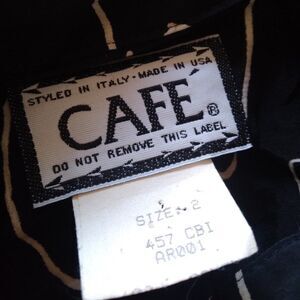 STYLED IN ITALY · MADE IN USA
CAFE®
DO NOT REMOVE THIS LABEL
SIZE: 2
457 CBI
AR001